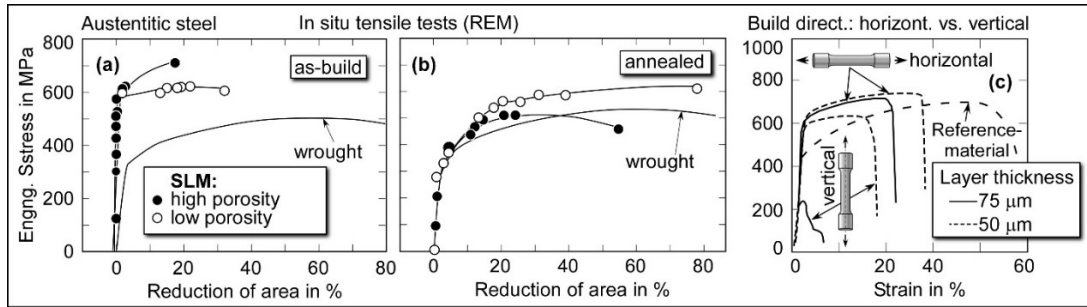 Austentitic steel
In situ tensile tests (REM)
Build direct.: horizont. vs. vertical
Engng. Sstress in MPa
800
600
400
200
0
(a)
as-build
wrought
SLM:
high porosity
low porosity
0 20 40 60 80
Reduction of area in %
(b)
annealed
wrought
0 20 40 60 80
Reduction of area in %
1000
800
600
400
200
0
horizontal
(c)
Reference-
material
vertical
Layer thickness
75 μm
50 μm
0 20 40 60
Strain in %